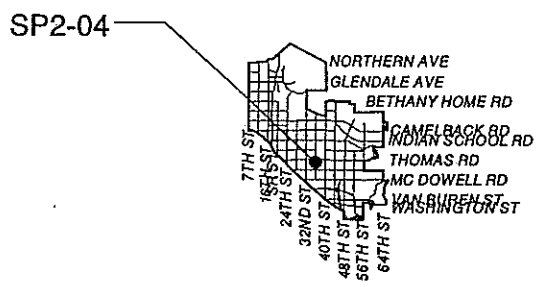 SP2-04
NORTHERN AVE
GLENDALE AVE
BETHANY HOME RD
CAMELBACK RD
INDIAN SCHOOL RD
THOMAS RD
MC DOWELL RD
VAN BUREN ST
WASHINGTON ST
7TH ST
16TH ST
24TH ST
32ND ST
40TH ST
48TH ST
56TH ST
64TH ST